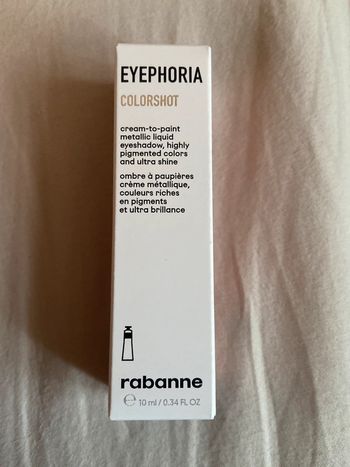 EYEPHORIA
COLORSHOT
cream-to-paint
metallic liquid
eyeshadow, highly
pigmented colors
and ultra shine
ombre à paupières
crème métallique,
couleurs riches
en pigments
et ultra brillance
rabanne
℮ 10 ml / 0.34 FL OZ